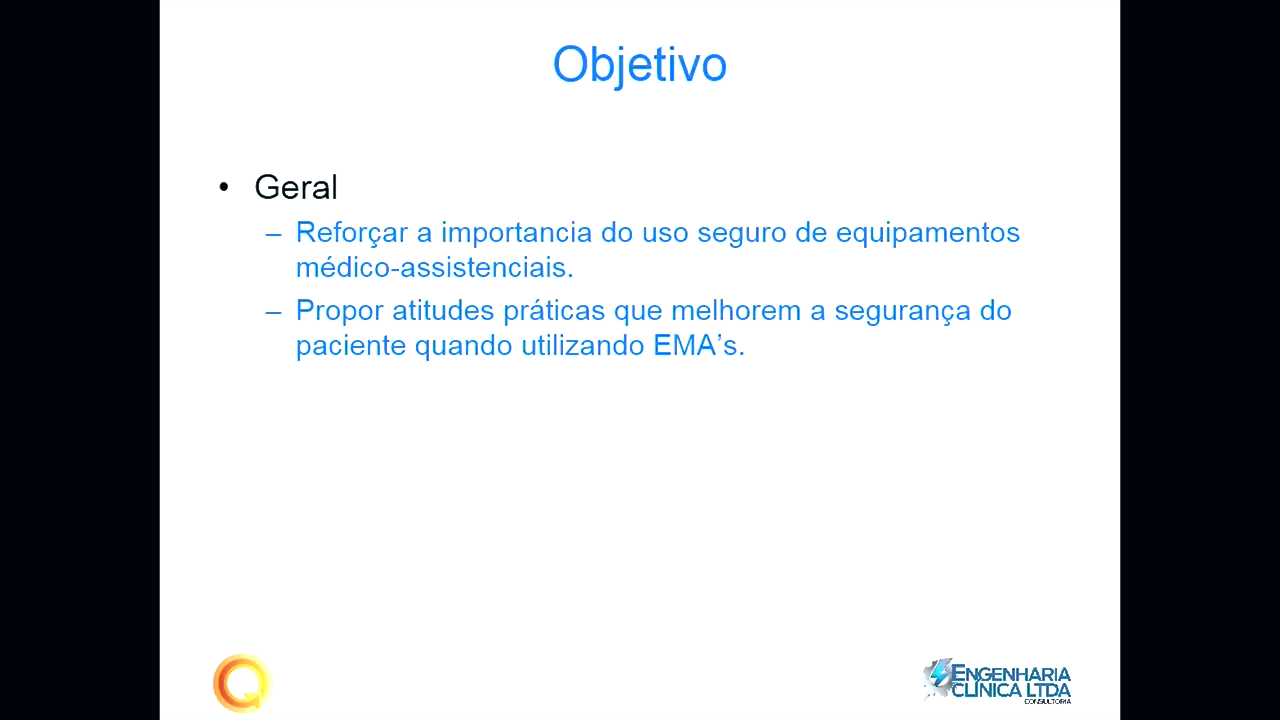 Objetivo
• Geral
– Reforçar a importancia do uso seguro de equipamentos
médico-assistenciais.
– Propor atitudes práticas que melhorem a segurança do
paciente quando utilizando EMA’s.
ENGENHARIA
CLÍNICA LTDA
CONSULTORIA